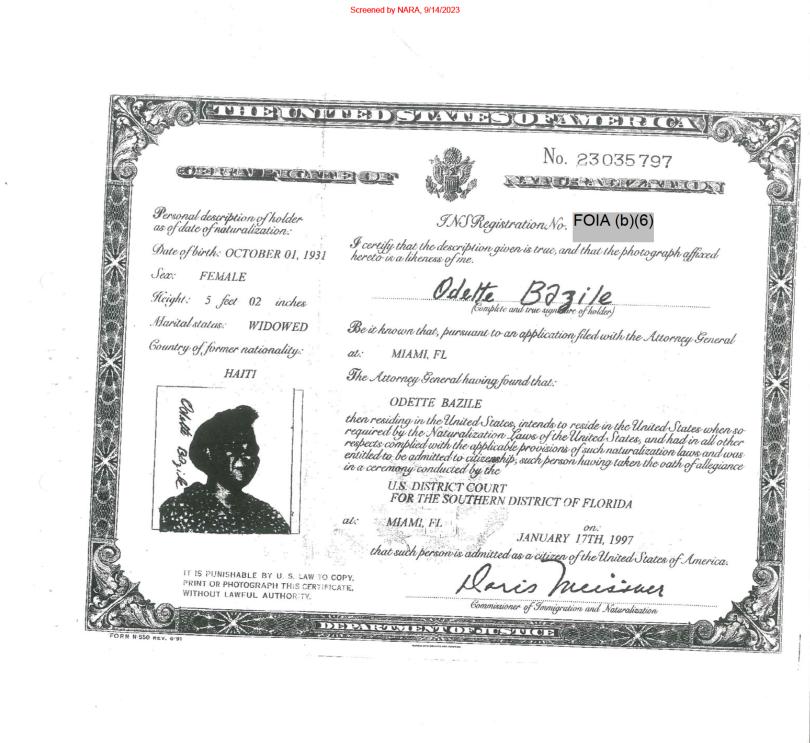 Screened by NARA, 9/14/2023
THE UNITED STATES OF AMERICA
No. 23035797
CERTIFICATE OF NATURALIZATION
Personal description of holder
as of date of naturalization:
Date of birth: OCTOBER 01, 1931
Sex: FEMALE
Height: 5 feet 02 inches
Marital status: WIDOWED
Country of former nationality:
HAITI
Odette Bazile
INS Registration No. FOIA (b)(6)
I certify that the description given is true, and that the photograph affixed
hereto is a likeness of me.
Odette Bazile
(Complete and true signature of holder)
Be it known that, pursuant to an application filed with the Attorney General
at: MIAMI, FL
The Attorney General having found that:
ODETTE BAZILE
then residing in the United States, intends to reside in the United States when so
required by the Naturalization Laws of the United States, and had in all other
respects complied with the applicable provisions of such naturalization laws and was
entitled to be admitted to citizenship, such person having taken the oath of allegiance
in a ceremony conducted by the
U.S. DISTRICT COURT
FOR THE SOUTHERN DISTRICT OF FLORIDA
at: MIAMI, FL on:
JANUARY 17TH, 1997
that such person is admitted as a citizen of the United States of America.
Doris Meissner
Commissioner of Immigration and Naturalization
IT IS PUNISHABLE BY U. S. LAW TO COPY,
PRINT OR PHOTOGRAPH THIS CERTIFICATE,
WITHOUT LAWFUL AUTHORITY.
DEPARTMENT OF JUSTICE
FORM N-550 REV. 6-91